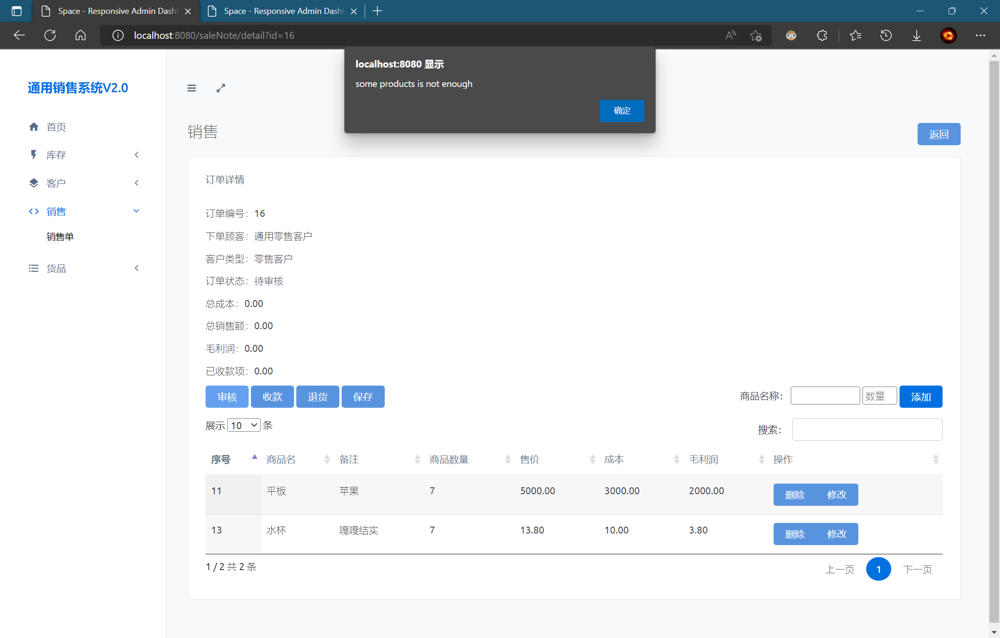 Space - Responsive Admin Dash
Space - Responsive Admin Dash
localhost:8080/saleNote/detail?id=16
localhost:8080 显示
some products is not enough
确定
通用销售系统V2.0
首页
库存
客户
销售
销售单
货品
销售
返回
订单详情
订单编号：16
下单顾客：通用零售客户
客户类型：零售客户
订单状态：待审核
总成本：0.00
总销售额：0.00
毛利润：0.00
已收款项：0.00
审核 收款 退货 保存
商品名称： 数量 添加
展示 10 条
搜索：
序号 商品名 备注 商品数量 售价 成本 毛利润 操作
11 平板 苹果 7 5000.00 3000.00 2000.00 删除 修改
13 水杯 嘎嘎结实 7 13.80 10.00 3.80 删除 修改
1 / 2 共 2 条
上一页 1 下一页